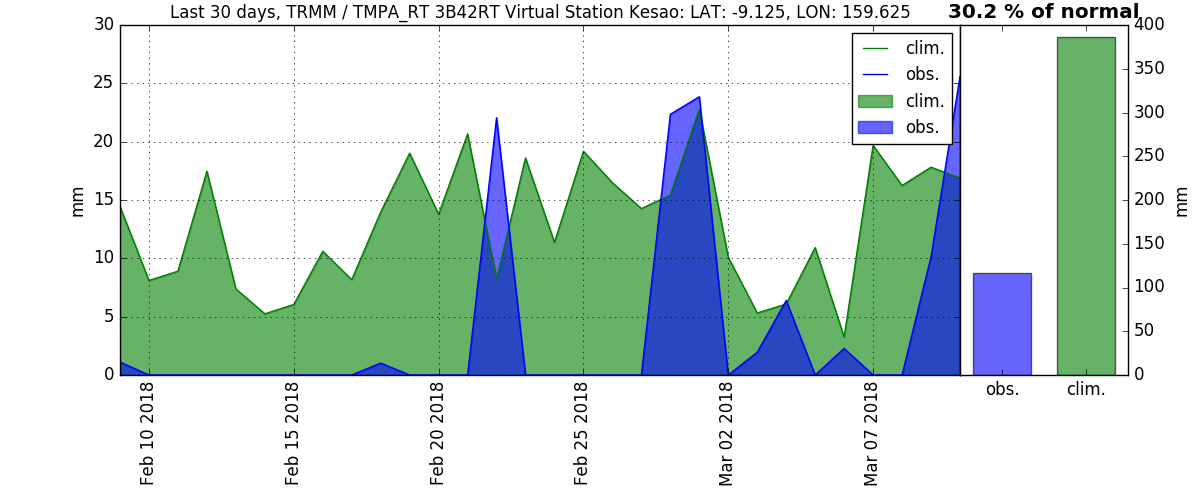 Last 30 days, TRMM / TMPA_RT 3B42RT Virtual Station Kesao: LAT: -9.125, LON: 159.625
30.2 % of normal
30
25
20
15
10
5
0
mm
clim.
obs.
clim.
obs.
400
350
300
250
200
150
100
50
0
mm
Feb 10 2018
Feb 15 2018
Feb 20 2018
Feb 25 2018
Mar 02 2018
Mar 07 2018
obs.
clim.